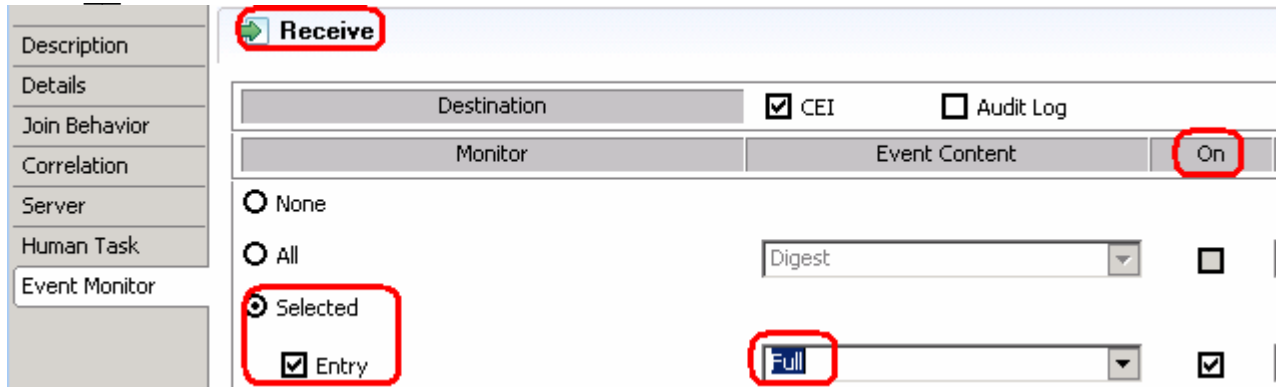 Receive
Description
Details
Join Behavior
Correlation
Server
Human Task
Event Monitor
Destination CEI Audit Log
Monitor Event Content On
None
All Digest
Selected
Entry Full